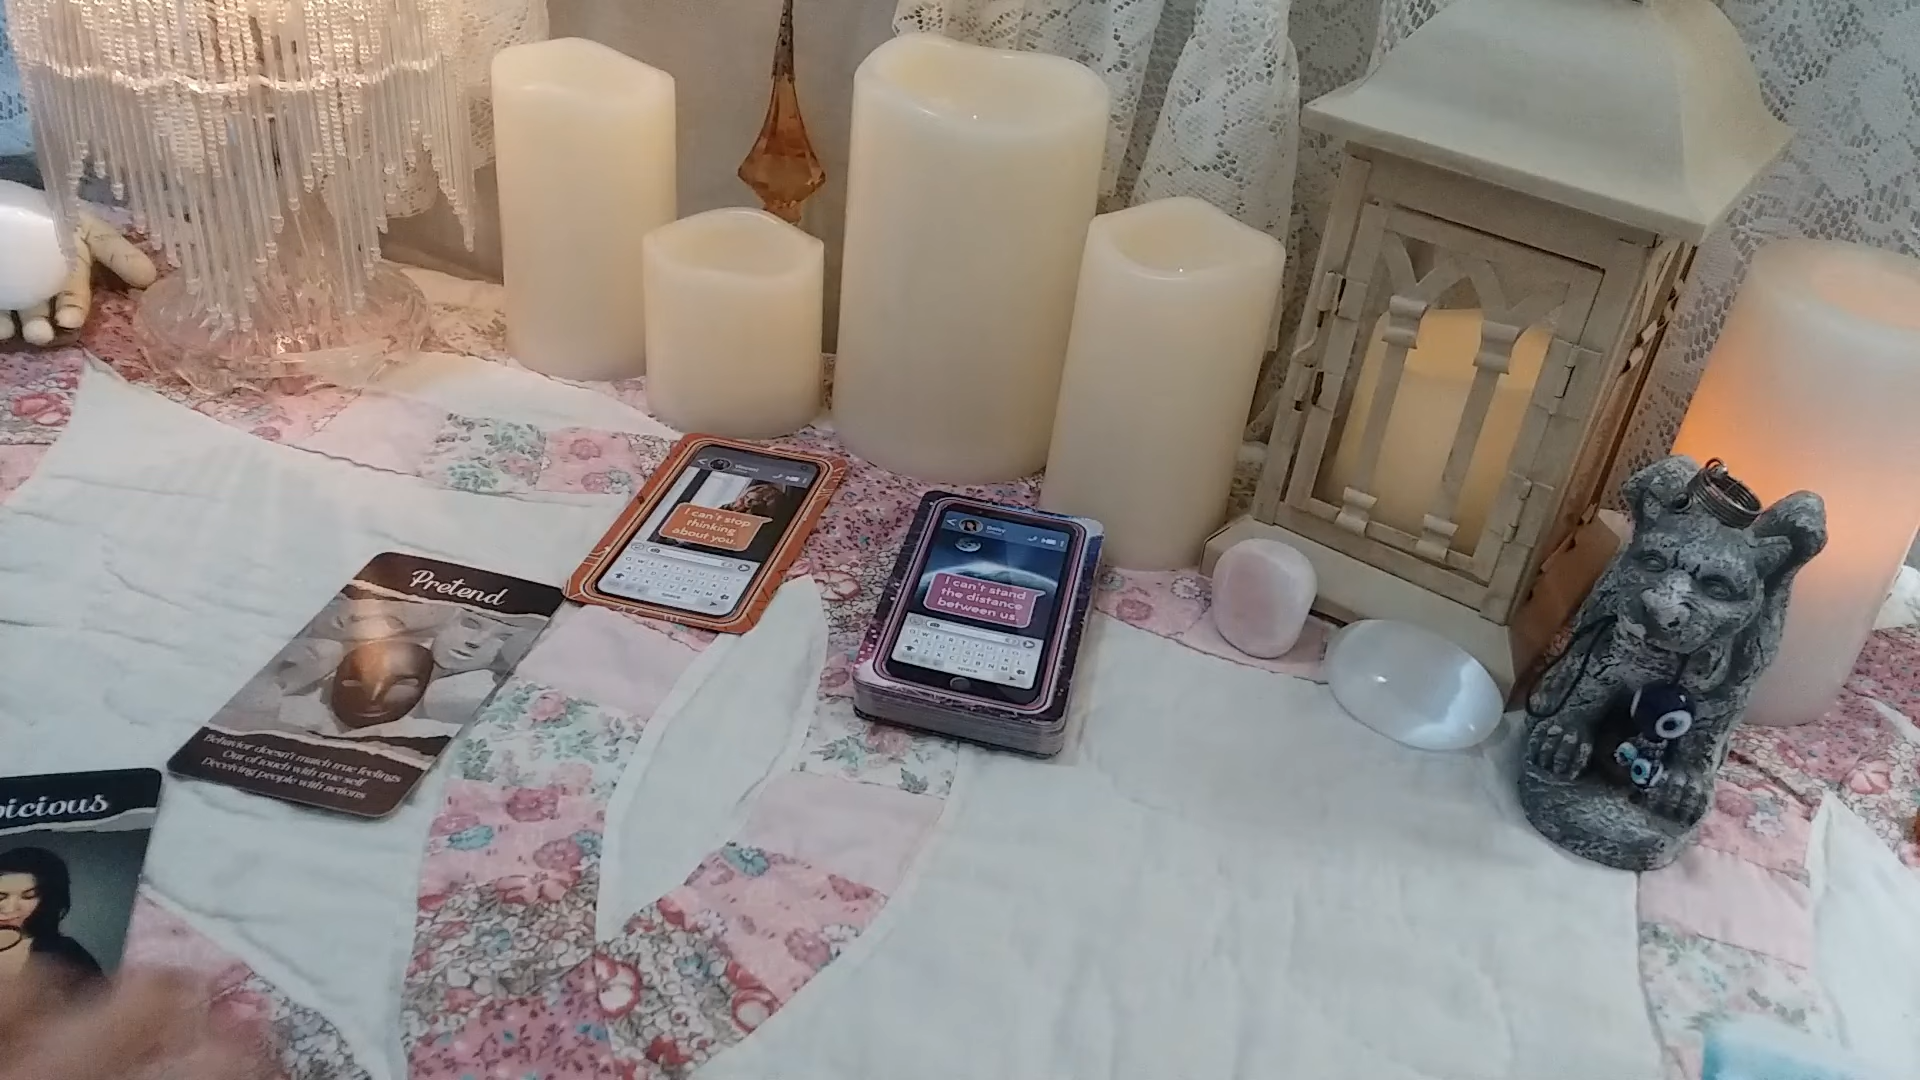 I can't stop
thinking
about you.
I can't stand
the distance
between us.
space
Pretend
Behavior doesn't match true feelings
Out of touch with true self
Deceiving people with actions
picious